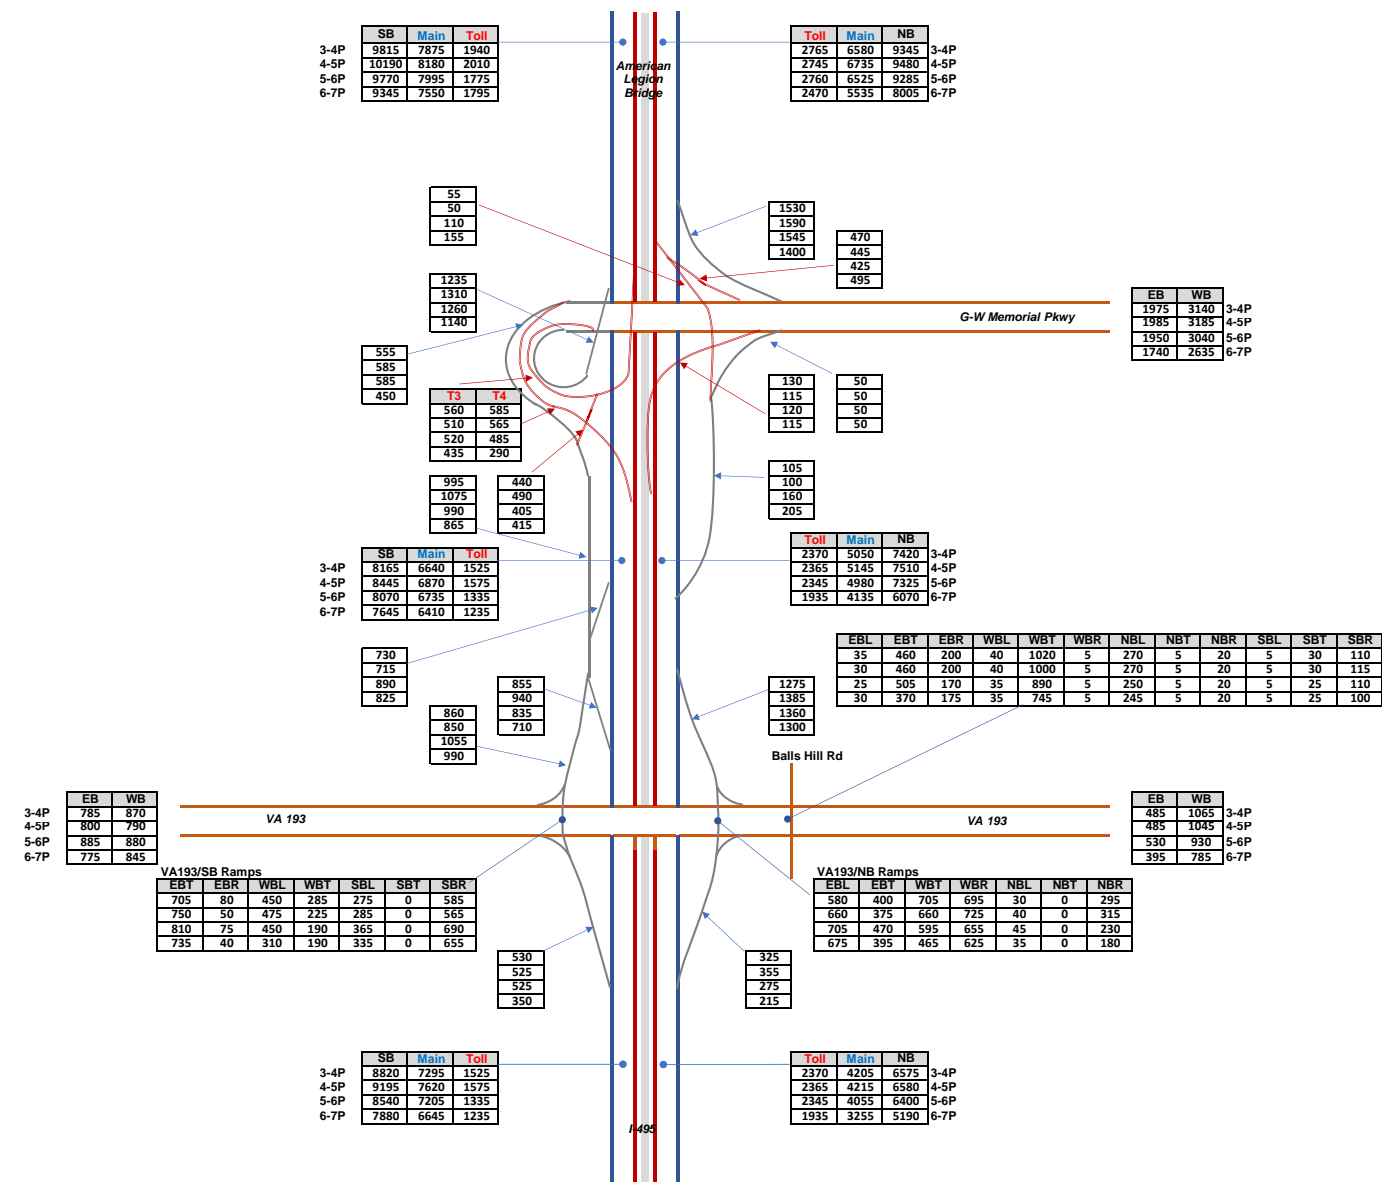 SB Main Toll
3-4P 9815 7875 1940
4-5P 10190 8180 2010
5-6P 9770 7995 1775
6-7P 9345 7550 1795
Toll Main NB
2765 6580 9345 3-4P
2745 6735 9480 4-5P
2760 6525 9285 5-6P
2470 5535 8005 6-7P
American
Legion
Bridge
55
50
110
155
1530
1590
1545
1400
470
445
425
495
1235
1310
1260
1140
EB WB
1975 3140 3-4P
1985 3185 4-5P
1950 3040 5-6P
1740 2635 6-7P
G-W Memorial Pkwy
555
585
585
450
T3 T4
560 585
510 565
520 485
435 290
130
115
120
115
50
50
50
50
995
1075
990
865
440
490
405
415
105
100
160
205
SB Main Toll
3-4P 8165 6640 1525
4-5P 8445 6870 1575
5-6P 8070 6735 1335
6-7P 7645 6410 1235
Toll Main NB
2370 5050 7420 3-4P
2365 5145 7510 4-5P
2345 4980 7325 5-6P
1935 4135 6070 6-7P
EBL EBT EBR WBL WBT WBR NBL NBT NBR SBL SBT SBR
35 460 200 40 1020 5 270 5 20 5 30 110
30 460 200 40 1000 5 270 5 20 5 30 115
25 505 170 35 890 5 250 5 20 5 25 110
30 370 175 35 745 5 245 5 20 5 25 100
730
715
890
825
855
940
835
710
860
850
1055
990
1275
1385
1360
1300
Balls Hill Rd
EB WB
3-4P 785 870
4-5P 800 790
5-6P 885 880
6-7P 775 845
VA 193
VA 193
EB WB
485 1065 3-4P
485 1045 4-5P
530 930 5-6P
395 785 6-7P
VA193/SB Ramps
EBT EBR WBL WBT SBL SBT SBR
705 80 450 285 275 0 585
750 50 475 225 285 0 565
810 75 450 190 365 0 690
735 40 310 190 335 0 655
VA193/NB Ramps
EBL EBT WBT WBR NBL NBT NBR
580 400 705 695 30 0 295
660 375 660 725 40 0 315
705 470 595 655 45 0 230
675 395 465 625 35 0 180
530
525
525
350
325
355
275
215
SB Main Toll
3-4P 8820 7295 1525
4-5P 9195 7620 1575
5-6P 8540 7205 1335
6-7P 7880 6645 1235
Toll Main NB
2370 4205 6575 3-4P
2365 4215 6580 4-5P
2345 4055 6400 5-6P
1935 3255 5190 6-7P
I-495